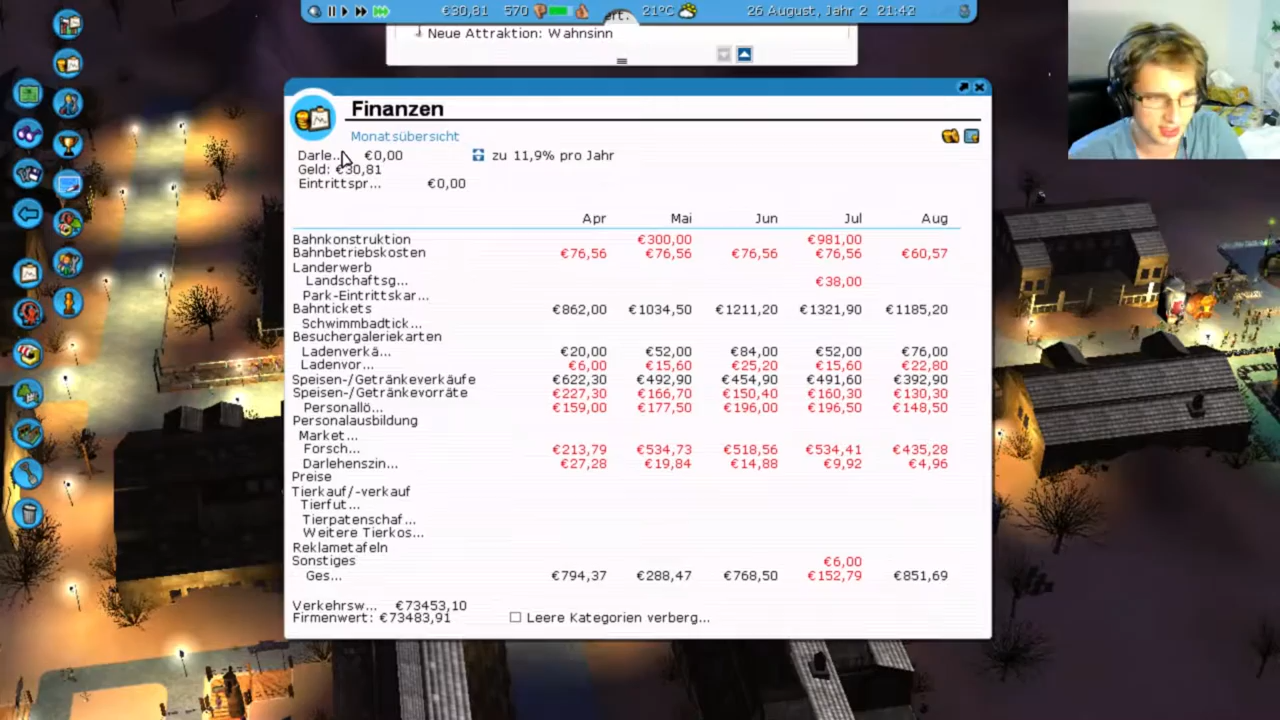 €30,81 570 21°C 26 August, Jahr 2 21:43
Neue Attraktion: Wahnsinn
Finanzen
Monatsübersicht
Darle... €0,00 zu 11,9% pro Jahr
Geld: €30,81
Eintrittspr... €0,00
Apr Mai Jun Jul Aug
Bahnkonstruktion €300,00 €981,00
Bahnbetriebskosten €76,56 €76,56 €76,56 €76,56 €60,57
Landerwerb
Landschaftsg... €38,00
Park-Eintrittskar...
Bahntickets €862,00 €1034,50 €1211,20 €1321,90 €1185,20
Schwimmbadtick...
Besuchergaleriekarten
Ladenverkä... €20,00 €52,00 €84,00 €52,00 €76,00
Ladenvor... €6,00 €15,60 €25,20 €15,60 €22,80
Speisen-/Getränkeverkäufe €622,30 €492,90 €454,90 €491,60 €392,90
Speisen-/Getränkevorräte €227,30 €166,70 €150,40 €160,30 €130,30
Personallö... €159,00 €177,50 €196,00 €196,50 €148,50
Personalausbildung
Market...
Forsch... €213,79 €534,73 €518,56 €534,41 €435,28
Darlehenszin... €27,28 €19,84 €14,88 €9,92 €4,96
Preise
Tierkauf/-verkauf
Tierfut...
Tierpatenschaf...
Weitere Tierkos...
Reklametafeln
Sonstiges €6,00
Ges... €794,37 €288,47 €768,50 €152,79 €851,69
Verkehrsw... €73453,10
Firmenwert: €73483,91 Leere Kategorien verberg...